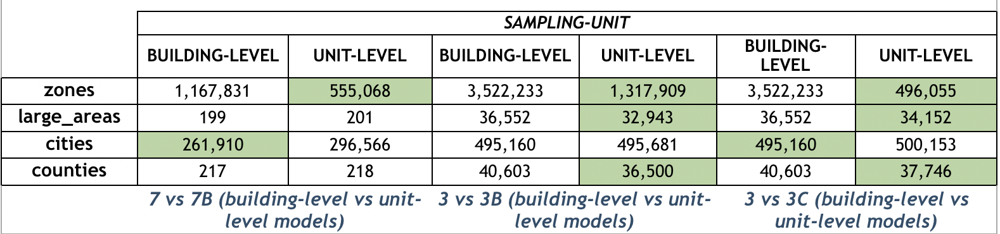 SAMPLING-UNIT
BUILDING-LEVEL UNIT-LEVEL BUILDING-LEVEL UNIT-LEVEL BUILDING-LEVEL UNIT-LEVEL
zones 1,167,831 555,068 3,522,233 1,317,909 3,522,233 496,055
large_areas 199 201 36,552 32,943 36,552 34,152
cities 261,910 296,566 495,160 495,681 495,160 500,153
counties 217 218 40,603 36,500 40,603 37,746
7 vs 7B (building-level vs unit-
level models)
3 vs 3B (building-level vs unit-
level models)
3 vs 3C (building-level vs
unit-level models)